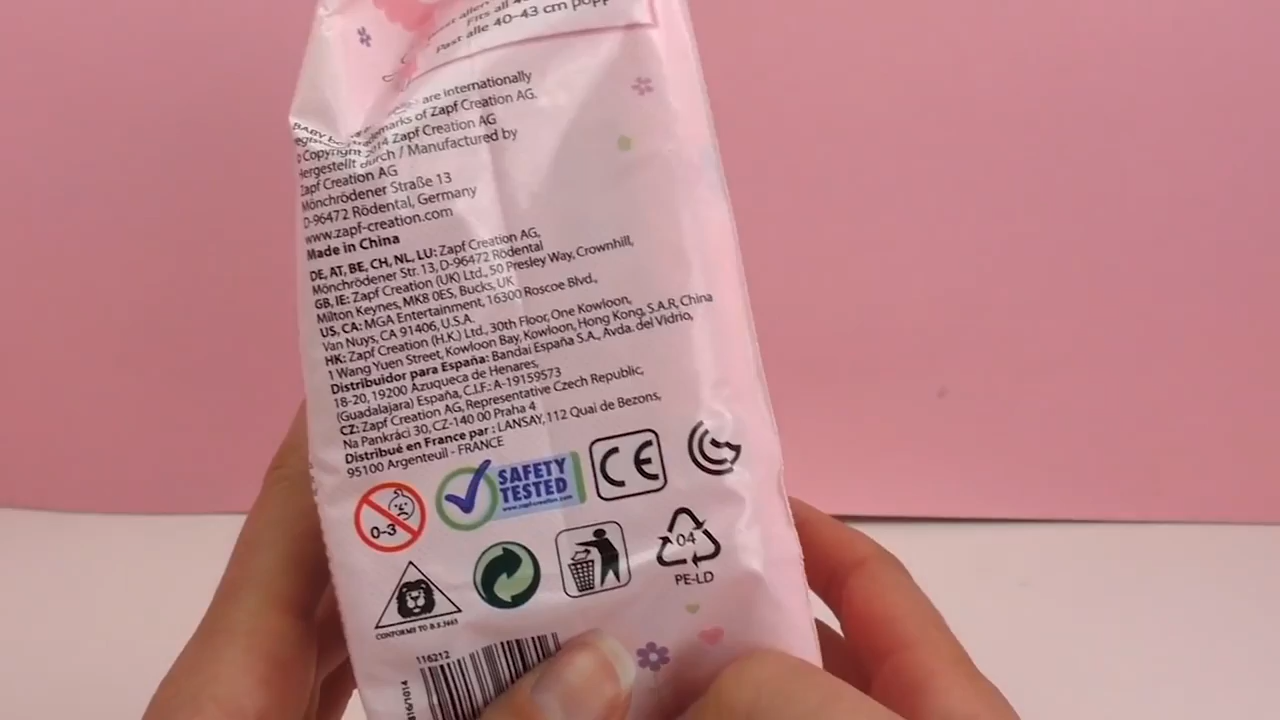 Fits all 4
Past alle 40-43 cm popp
are internationally
trademarks of Zapf Creation AG.
© Copyright 2014 Zapf Creation AG
Hergestellt durch / Manufactured by
Zapf Creation AG
Mönchrödener Straße 13
D-96472 Rödental, Germany
www.zapf-creation.com
Made in China
DE, AT, BE, CH, NL, LU: Zapf Creation AG,
Mönchrödener Str. 13, D-96472 Rödental
GB, IE: Zapf Creation (UK) Ltd., 50 Presley Way, Crownhill,
Milton Keynes, MK8 0ES, Bucks, UK
US, CA: MGA Entertainment, 16300 Roscoe Blvd.,
Van Nuys, CA 91406, U.S.A.
HK: Zapf Creation (H.K.) Ltd., 30th Floor, One Kowloon,
1 Wang Yuen Street, Kowloon Bay, Kowloon, Hong Kong, S.A.R, China
Distribuidor para España: Bandai España S.A., Avda. del Vidrio,
18-20, 19200 Azuqueca de Henares,
(Guadalajara) España, C.I.F.: A-19159573
CZ: Zapf Creation AG, Representative Czech Republic,
Na Pankráci 30, CZ-140 00 Praha 4
Distribué en France par : LANSAY, 112 Quai de Bezons,
95100 Argenteuil - FRANCE
0-3
SAFETY
TESTED
www.zapf-creation.com
CE
04
PE-LD
CONFORMS TO B.S.5665
116212